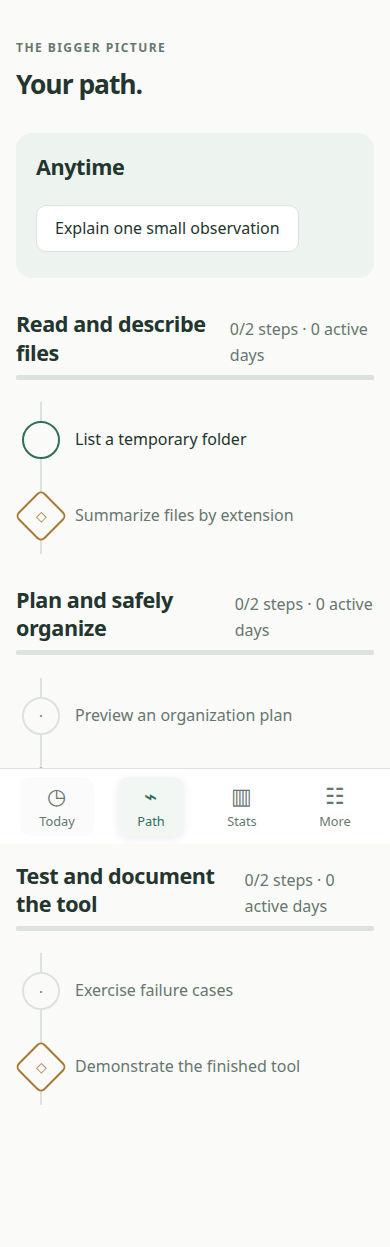 THE BIGGER PICTURE
Your path.
Anytime
Explain one small observation
Read and describe
files
0/2 steps · 0 active
days
List a temporary folder
Summarize files by extension
Plan and safely
organize
0/2 steps · 0 active
days
Preview an organization plan
Today
Path
Stats
More
Test and document
the tool
0/2 steps · 0
active days
Exercise failure cases
Demonstrate the finished tool